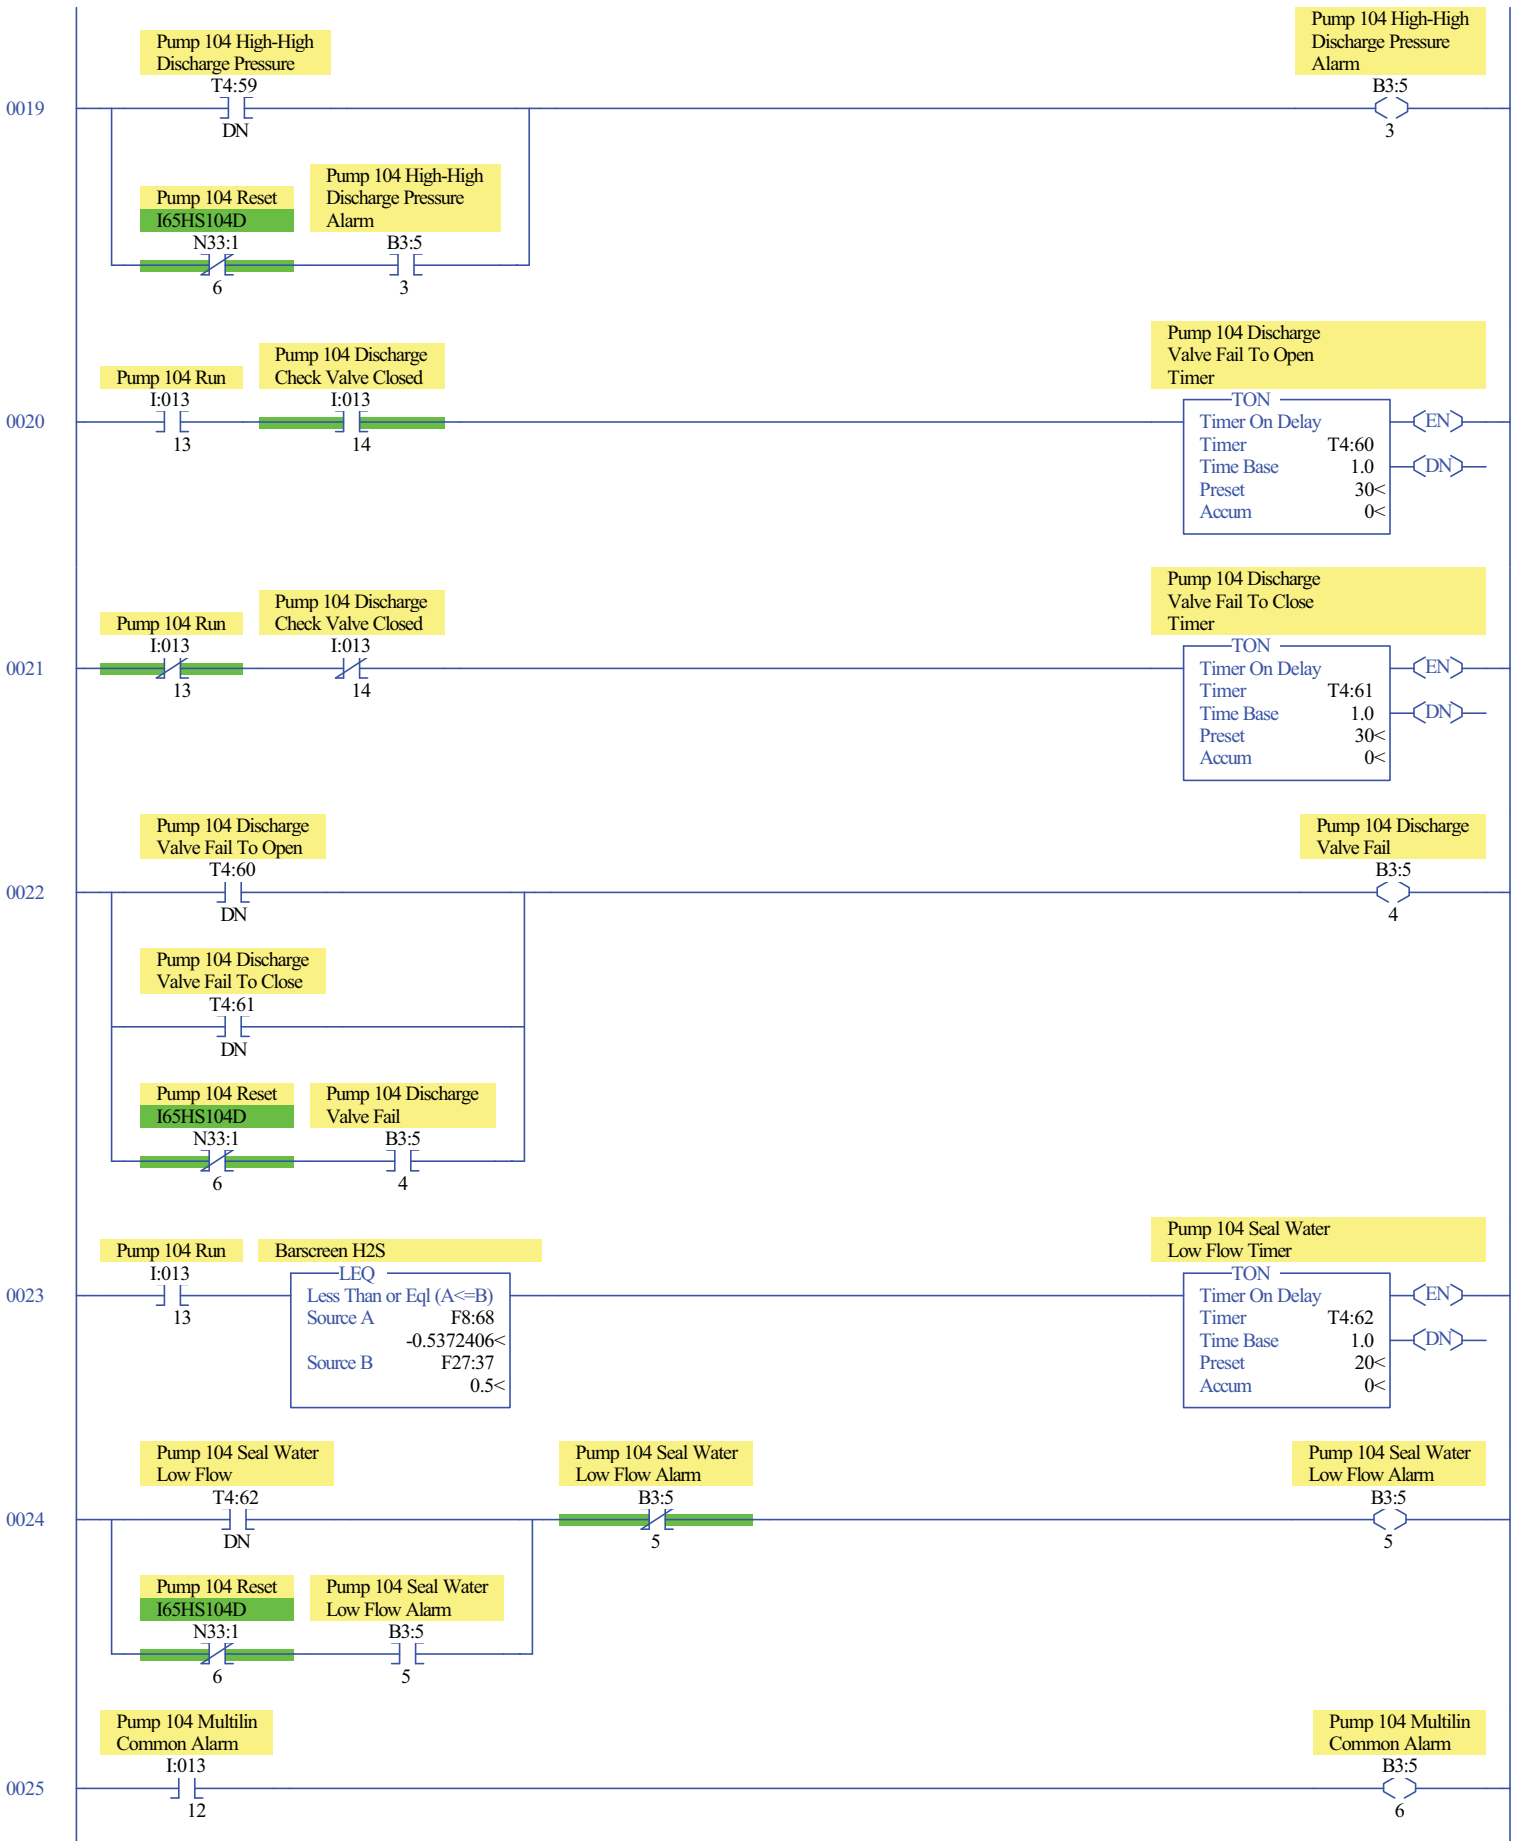 Pump 104 High-High
Discharge Pressure
T4:59
DN
Pump 104 High-High
Discharge Pressure
Alarm
B3:5
3
0019
Pump 104 Reset
I65HS104D
N33:1
6
Pump 104 High-High
Discharge Pressure
Alarm
B3:5
3
0020
Pump 104 Run
I:013
13
Pump 104 Discharge
Check Valve Closed
I:013
14
Pump 104 Discharge
Valve Fail To Open
Timer
TON
Timer On Delay
Timer T4:60
Time Base 1.0
Preset 30<
Accum 0<
EN
DN
0021
Pump 104 Run
I:013
13
Pump 104 Discharge
Check Valve Closed
I:013
14
Pump 104 Discharge
Valve Fail To Close
Timer
TON
Timer On Delay
Timer T4:61
Time Base 1.0
Preset 30<
Accum 0<
EN
DN
0022
Pump 104 Discharge
Valve Fail To Open
T4:60
DN
Pump 104 Discharge
Valve Fail
B3:5
4
Pump 104 Discharge
Valve Fail To Close
T4:61
DN
Pump 104 Reset
I65HS104D
N33:1
6
Pump 104 Discharge
Valve Fail
B3:5
4
0023
Pump 104 Run
I:013
13
Barscreen H2S
LEQ
Less Than or Eql (A<=B)
Source A F8:68
-0.5372406<
Source B F27:37
0.5<
Pump 104 Seal Water
Low Flow Timer
TON
Timer On Delay
Timer T4:62
Time Base 1.0
Preset 20<
Accum 0<
EN
DN
0024
Pump 104 Seal Water
Low Flow
T4:62
DN
Pump 104 Seal Water
Low Flow Alarm
B3:5
5
Pump 104 Seal Water
Low Flow Alarm
B3:5
5
Pump 104 Reset
I65HS104D
N33:1
6
Pump 104 Seal Water
Low Flow Alarm
B3:5
5
0025
Pump 104 Multilin
Common Alarm
I:013
12
Pump 104 Multilin
Common Alarm
B3:5
6